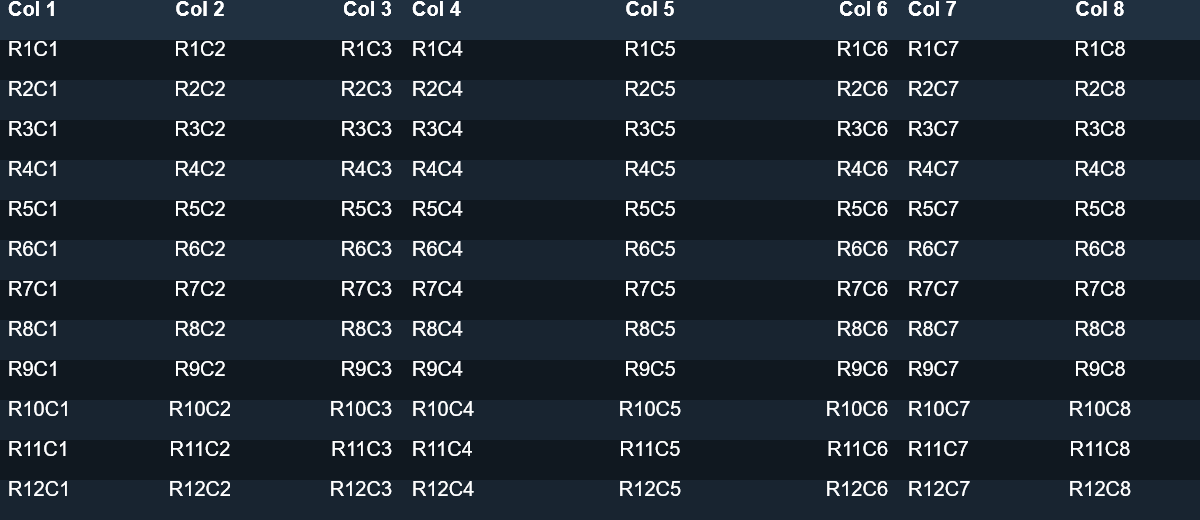 Col 1 Col 2 Col 3 Col 4 Col 5 Col 6 Col 7 Col 8
R1C1 R1C2 R1C3 R1C4 R1C5 R1C6 R1C7 R1C8
R2C1 R2C2 R2C3 R2C4 R2C5 R2C6 R2C7 R2C8
R3C1 R3C2 R3C3 R3C4 R3C5 R3C6 R3C7 R3C8
R4C1 R4C2 R4C3 R4C4 R4C5 R4C6 R4C7 R4C8
R5C1 R5C2 R5C3 R5C4 R5C5 R5C6 R5C7 R5C8
R6C1 R6C2 R6C3 R6C4 R6C5 R6C6 R6C7 R6C8
R7C1 R7C2 R7C3 R7C4 R7C5 R7C6 R7C7 R7C8
R8C1 R8C2 R8C3 R8C4 R8C5 R8C6 R8C7 R8C8
R9C1 R9C2 R9C3 R9C4 R9C5 R9C6 R9C7 R9C8
R10C1 R10C2 R10C3 R10C4 R10C5 R10C6 R10C7 R10C8
R11C1 R11C2 R11C3 R11C4 R11C5 R11C6 R11C7 R11C8
R12C1 R12C2 R12C3 R12C4 R12C5 R12C6 R12C7 R12C8